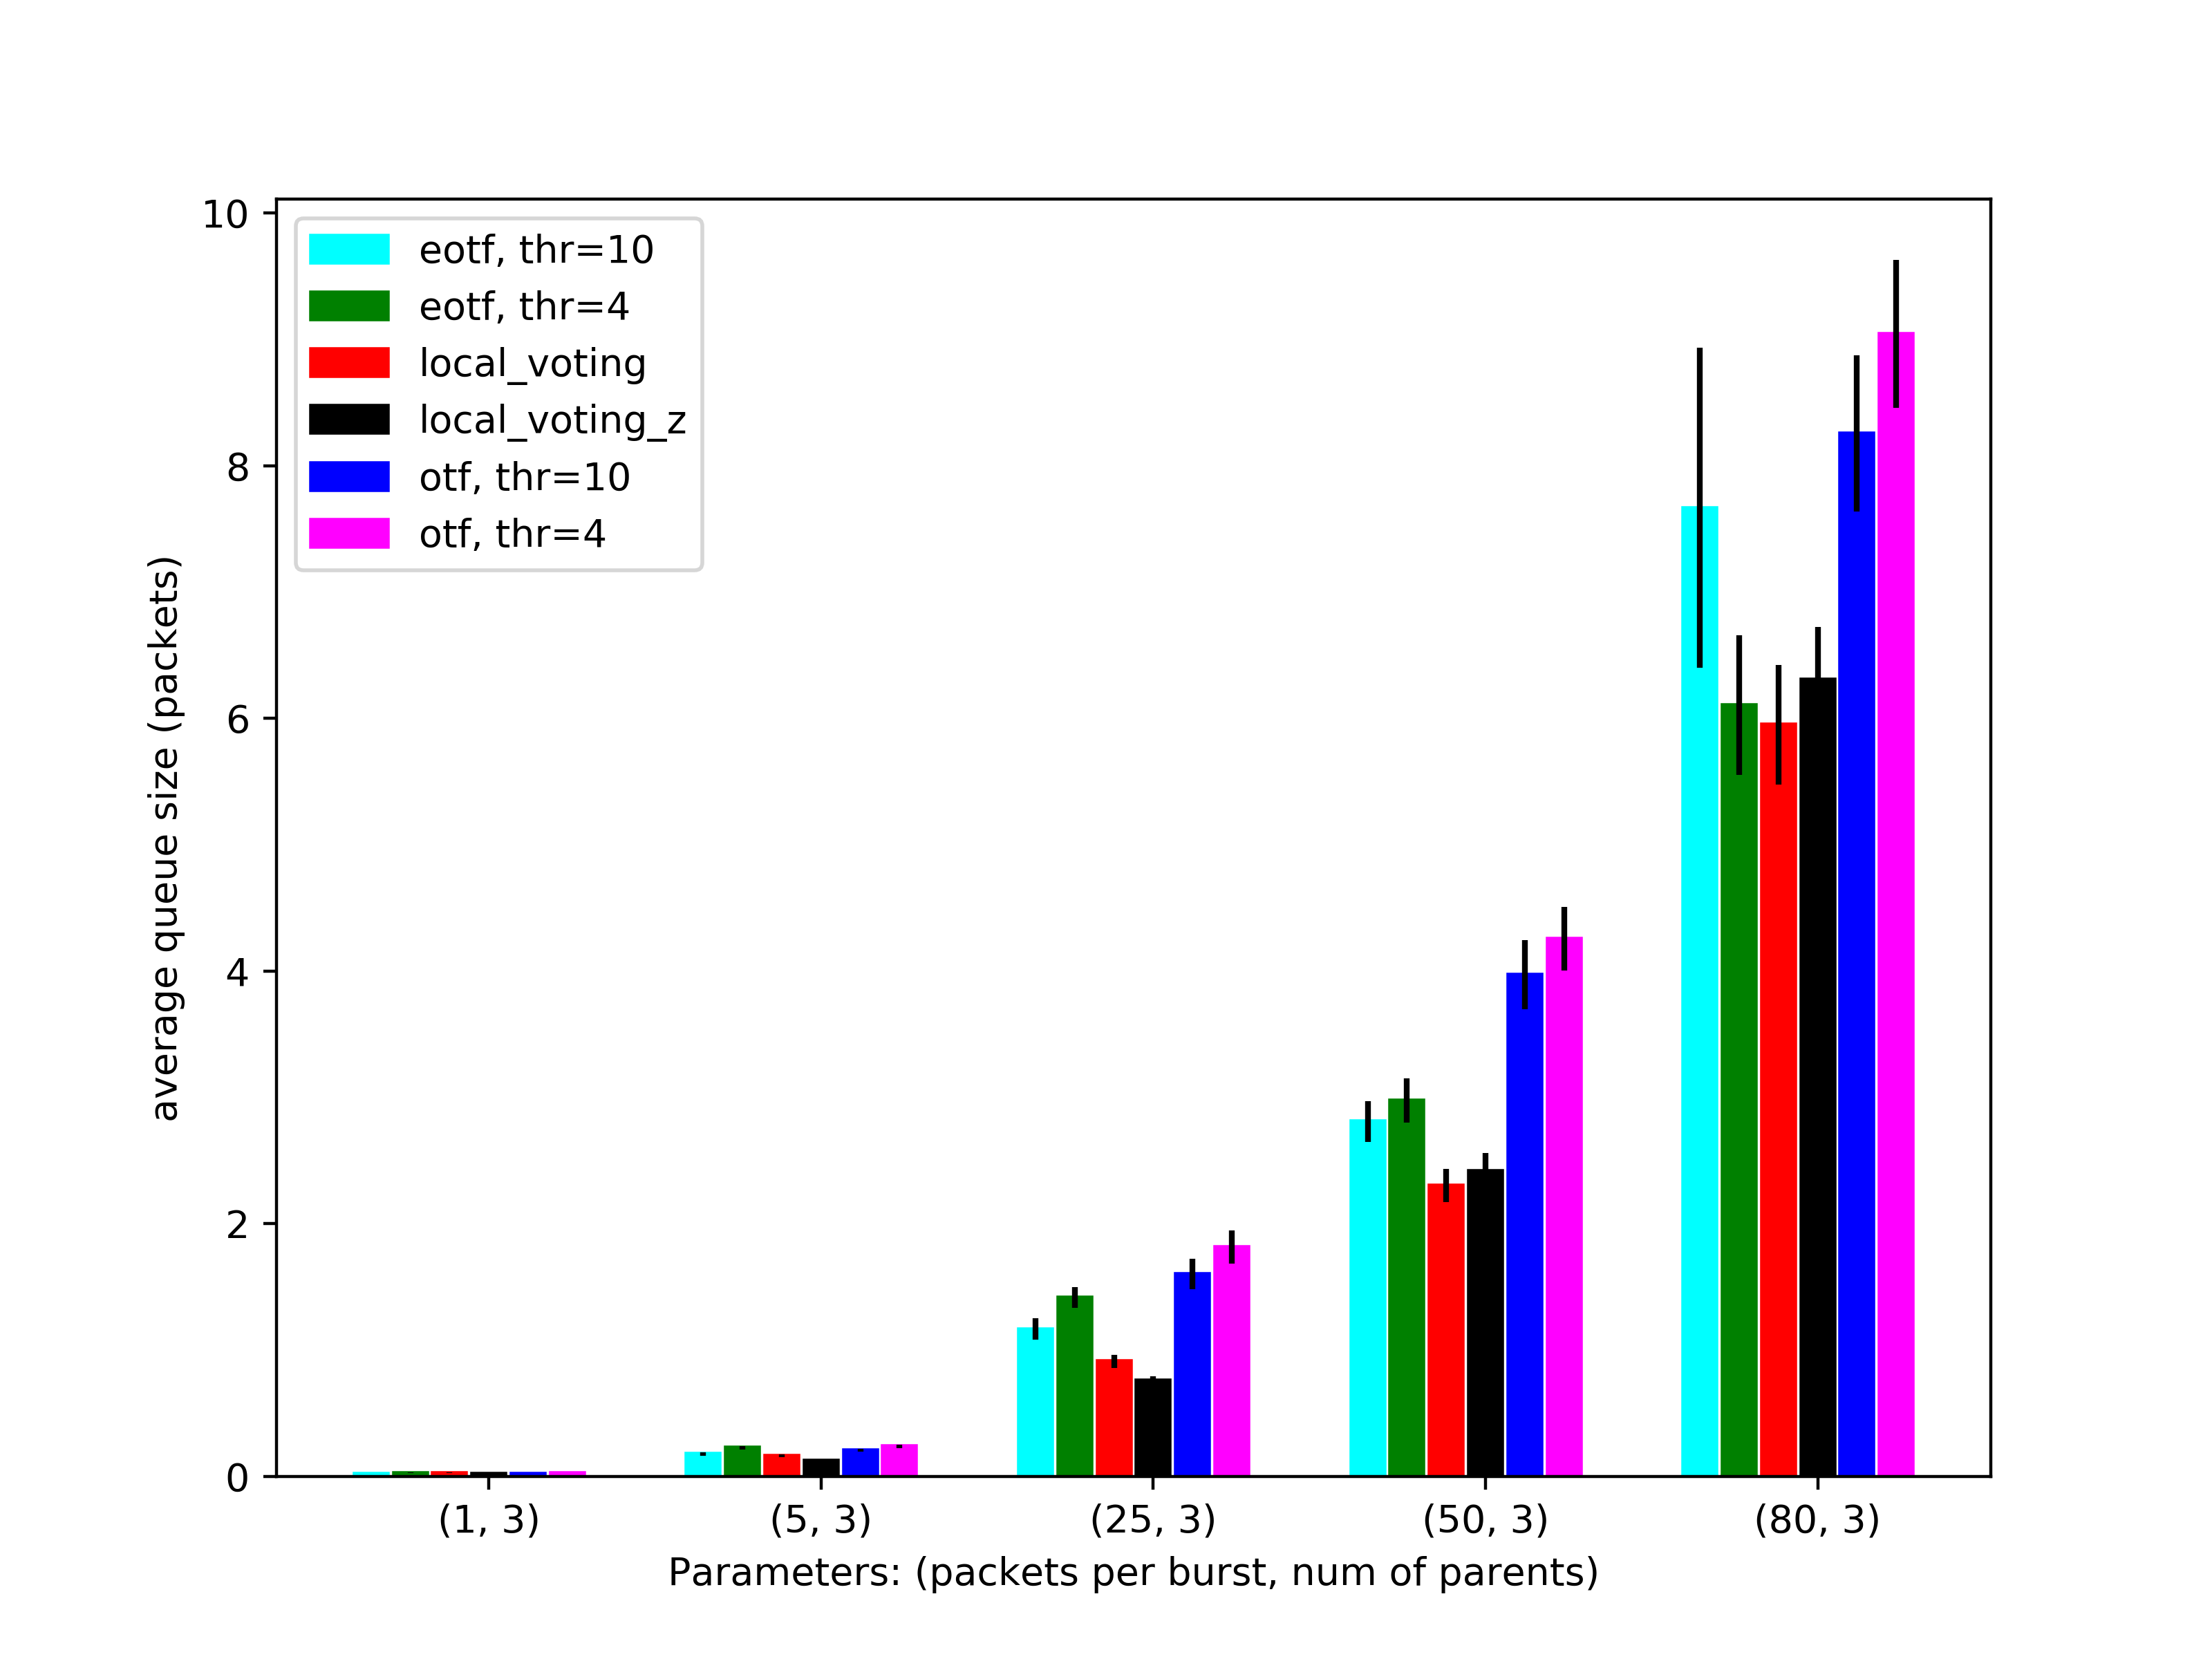 10
8
6
4
2
0
average queue size (packets)
eotf, thr=10
eotf, thr=4
local_voting
local_voting_z
otf, thr=10
otf, thr=4
(1, 3)
(5, 3)
(25, 3)
(50, 3)
(80, 3)
Parameters: (packets per burst, num of parents)